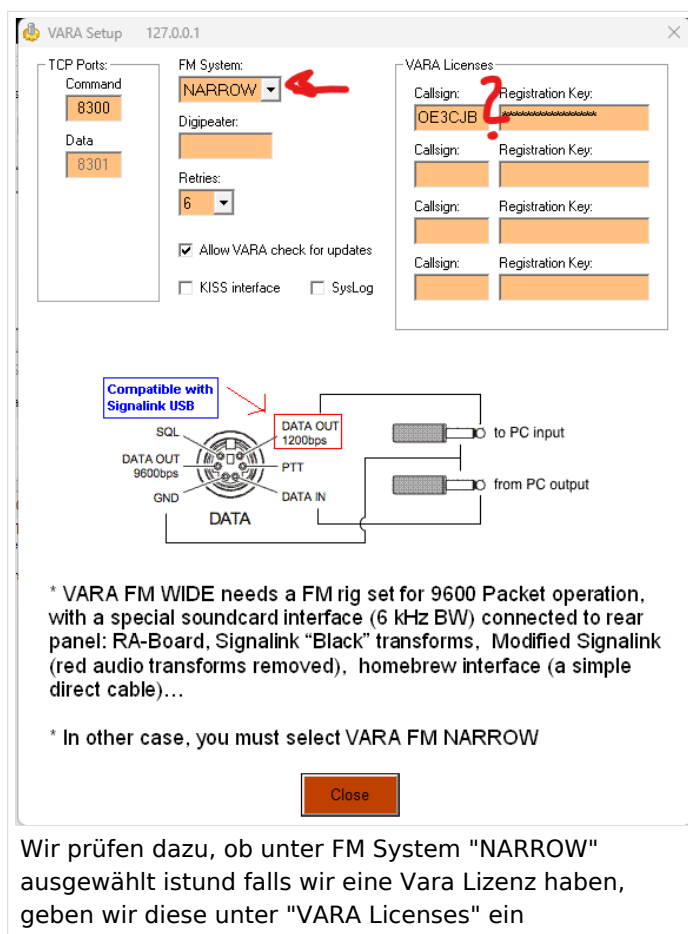 VARA Setup 127.0.0.1
TCP Ports:
Command
8300
Data
8301
FM System:
NARROW
Digipeater:
Retries:
6
Allow VARA check for updates
KISS interface SysLog
VARA Licenses
Callsign: Registration Key:
OE3CJB *****************
?
Callsign: Registration Key:
Callsign: Registration Key:
Callsign: Registration Key:
Compatible with
Signalink USB
SQL
DATA OUT
1200bps
DATA OUT
9600bps
PTT
GND
DATA IN
DATA
to PC input
from PC output
* VARA FM WIDE needs a FM rig set for 9600 Packet operation,
with a special soundcard interface (6 kHz BW) connected to rear
panel: RA-Board, Signalink “Black” transforms, Modified Signalink
(red audio transforms removed), homebrew interface (a simple
direct cable)…
* In other case, you must select VARA FM NARROW
Close
Wir prüfen dazu, ob unter FM System "NARROW"
ausgewählt istund falls wir eine Vara Lizenz haben,
geben wir diese unter "VARA Licenses" ein